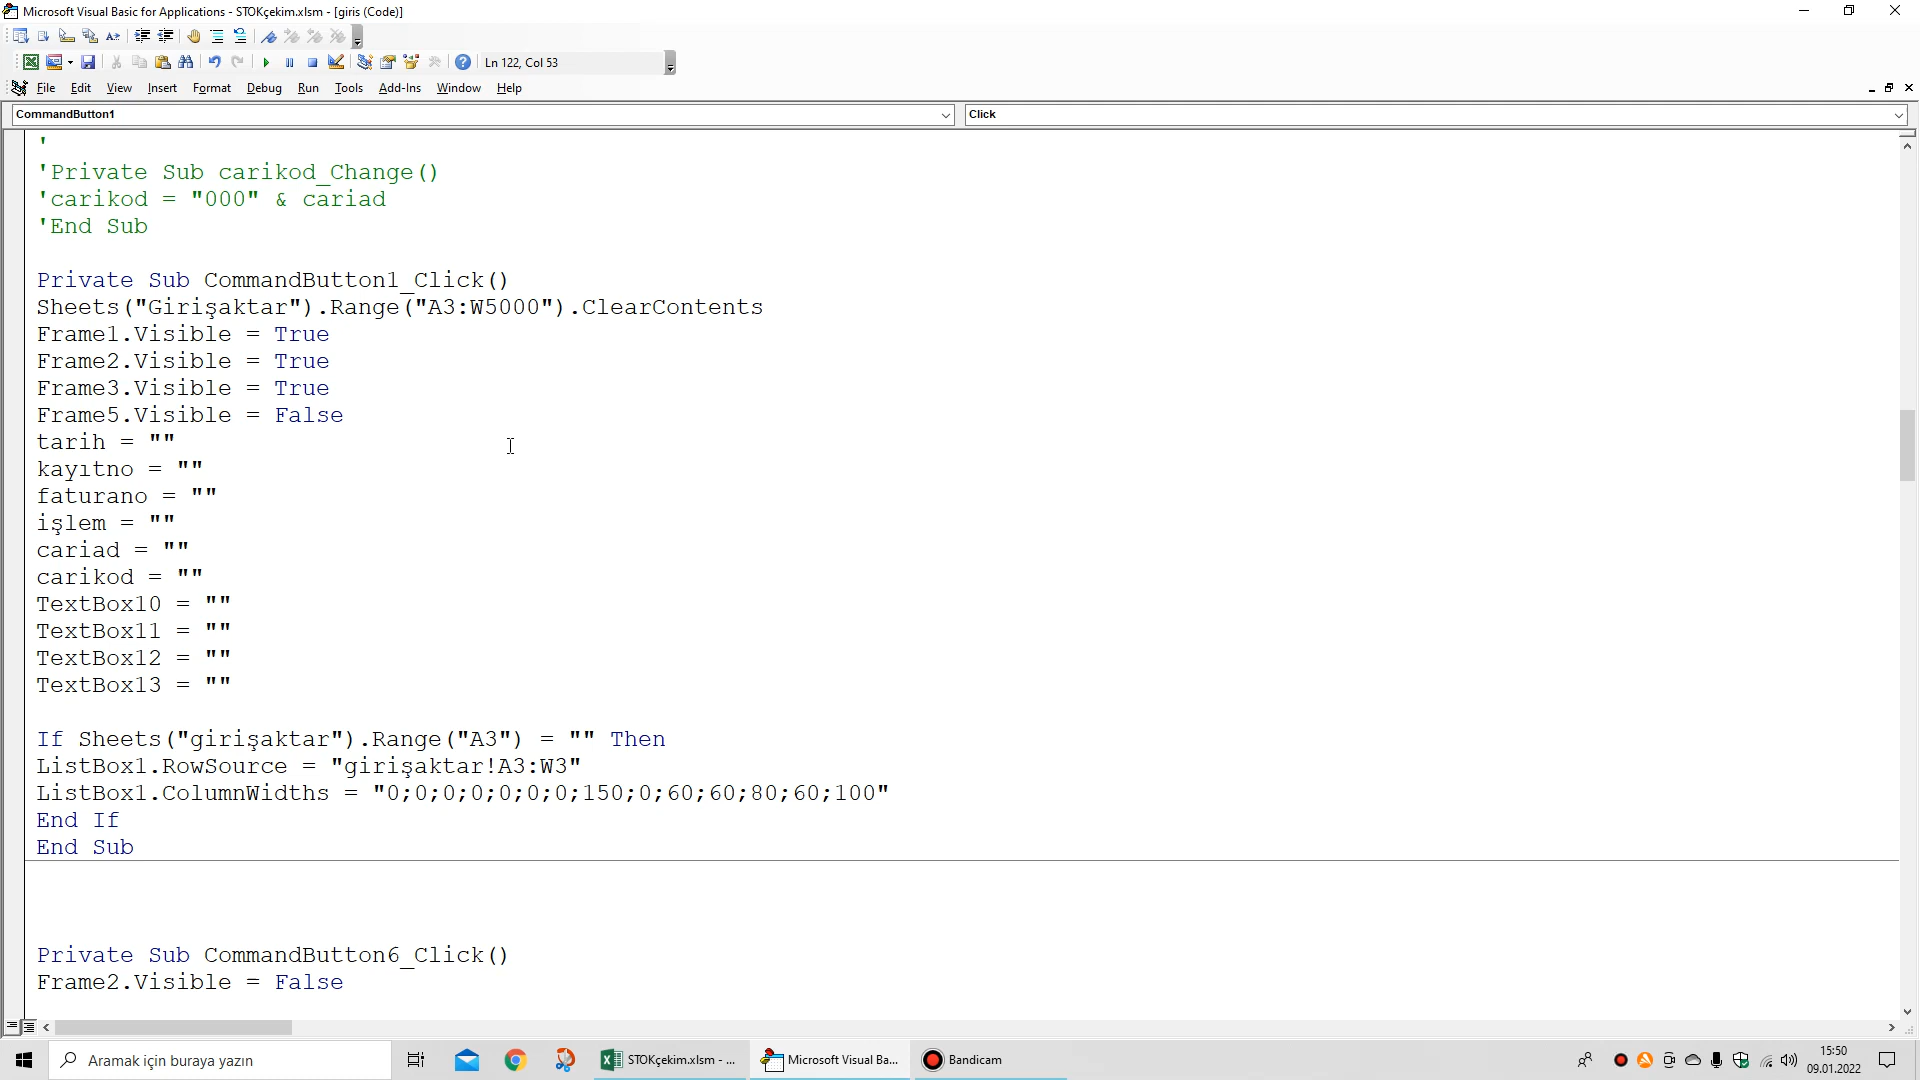 Microsoft Visual Basic for Applications - STOKçekim.xlsm - [giris (Code)]
Ln 122, Col 53
File Edit View Insert Format Debug Run Tools Add-Ins Window Help
CommandButton1 Click
'
'Private Sub carikod_Change()
'carikod = "000" & cariad
'End Sub
Private Sub CommandButton1_Click()
Sheets("Girişaktar").Range("A3:W5000").ClearContents
Frame1.Visible = True
Frame2.Visible = True
Frame3.Visible = True
Frame5.Visible = False
tarih = ""
kayıtno = ""
faturano = ""
işlem = ""
cariad = ""
carikod = ""
TextBox10 = ""
TextBox11 = ""
TextBox12 = ""
TextBox13 = ""
If Sheets("girişaktar").Range("A3") = "" Then
ListBox1.RowSource = "girişaktar!A3:W3"
ListBox1.ColumnWidths = "0;0;0;0;0;0;0;150;0;60;60;80;60;100"
End If
End Sub
Private Sub CommandButton6_Click()
Frame2.Visible = False
Aramak için buraya yazın
STOKçekim.xlsm - ...
Microsoft Visual Ba...
Bandicam
15:50
09.01.2022